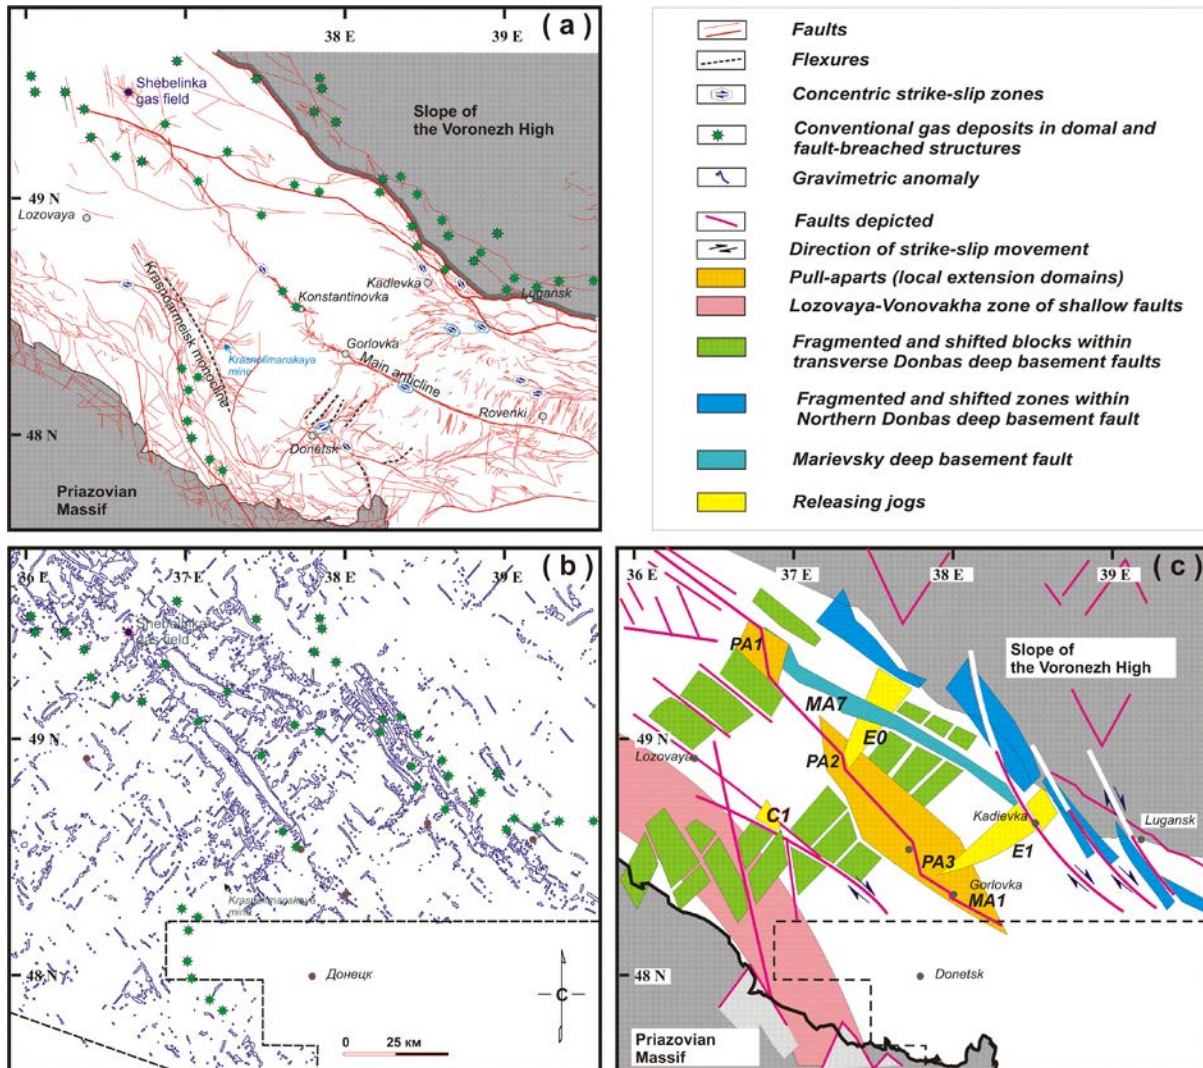 ( a )
38 E
39 E
Shebelinka
gas field
Slope of
the Voronezh High
49 N
Lozovaya
Krasnoarmeisk monocline
Kadievka
Lugansk
Konstantinovka
Krasnolimanskaya
mine
Gorlovka
Main anticline
Rovenki
48 N
Donetsk
Priazovian
Massif
Faults
Flexures
Concentric strike-slip zones
Conventional gas deposits in domal and
fault-breached structures
Gravimetric anomaly
Faults depicted
Direction of strike-slip movement
Pull-aparts (local extension domains)
Lozovaya-Vonovakha zone of shallow faults
Fragmented and shifted blocks within
transverse Donbas deep basement faults
Fragmented and shifted zones within
Northern Donbas deep basement fault
Marievsky deep basement fault
Releasing jogs
( b )
36 E
37 E
38 E
39 E
Shebelinka
gas field
49 N
Krasnolimanskaya
mine
48 N
Донецк
C
0 25 км
( c )
36 E
37 E
38 E
39 E
PA1
Slope of
the Voronezh High
MA7
49 N
E0
Lozovaya
PA2
C1
Kadievka
Lugansk
E1
PA3
Gorlovka
MA1
48 N
Donetsk
Priazovian
Massif